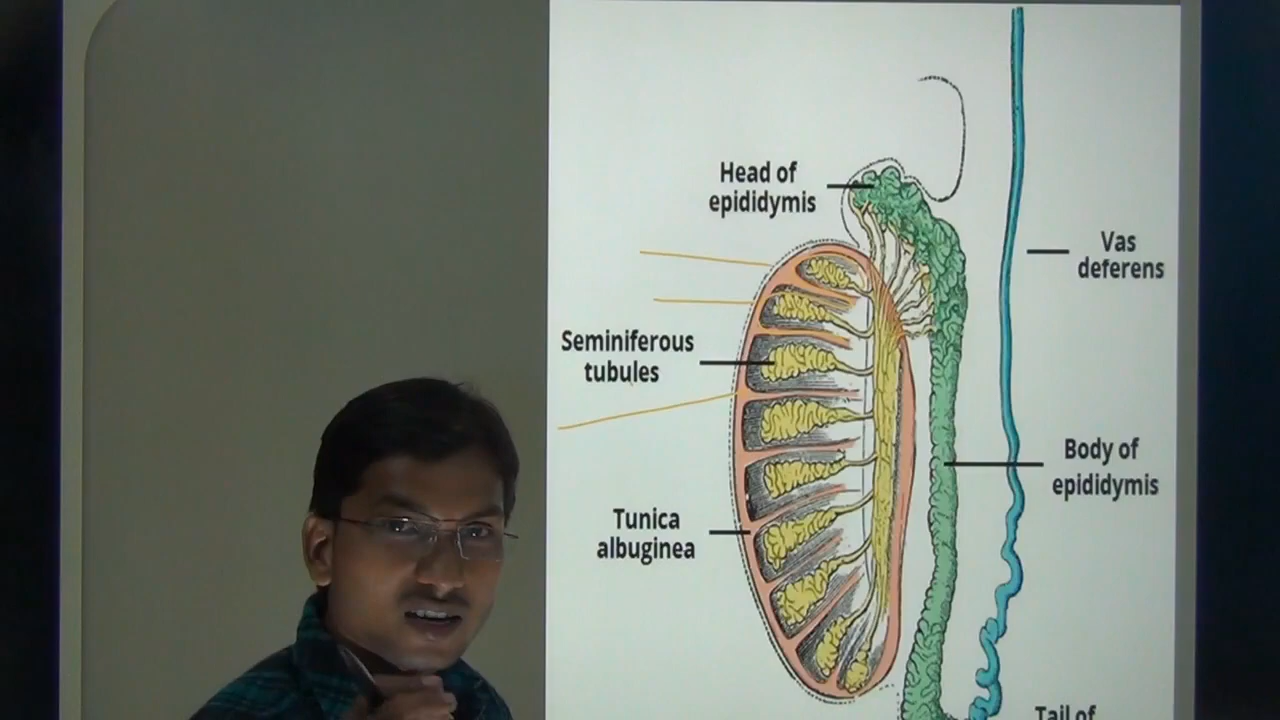 Head of
epididymis
Vas
deferens
Seminiferous
tubules
Body of
epididymis
Tunica
albuginea
Tail of